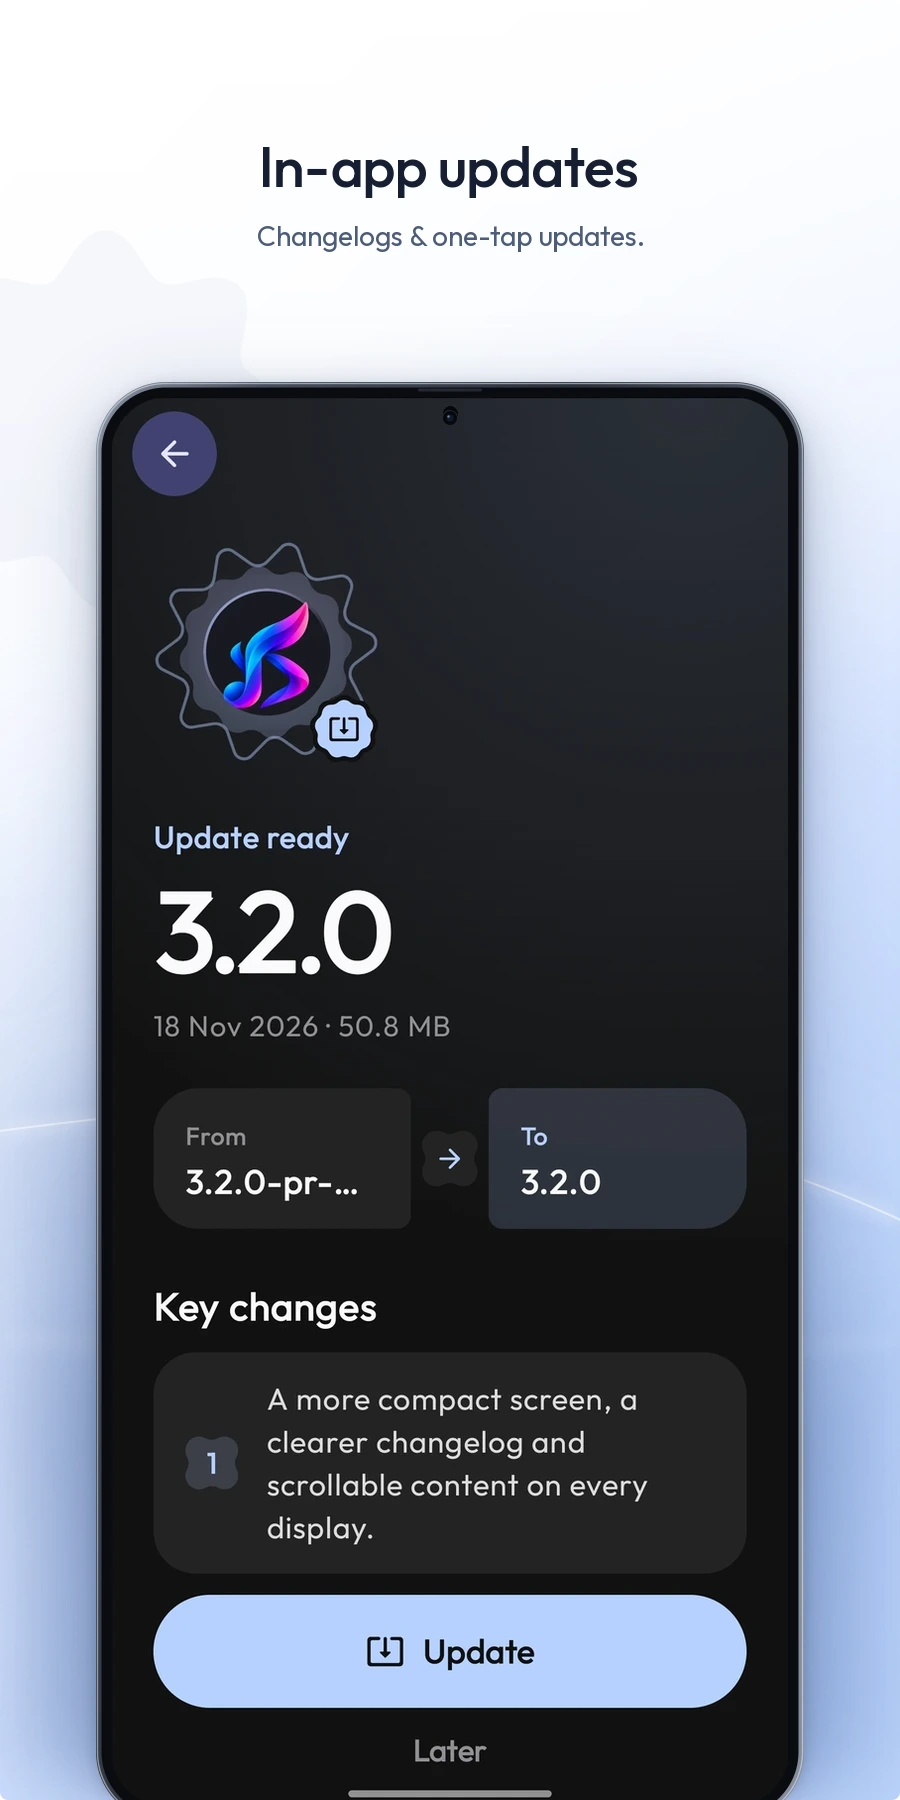 In-app updates
Changelogs & one-tap updates.
Update ready
3.2.0
18 Nov 2026 · 50.8 MB
From
3.2.0-pr-...
To
3.2.0
Key changes
1
A more compact screen, a
clearer changelog and
scrollable content on every
display.
Update
Later